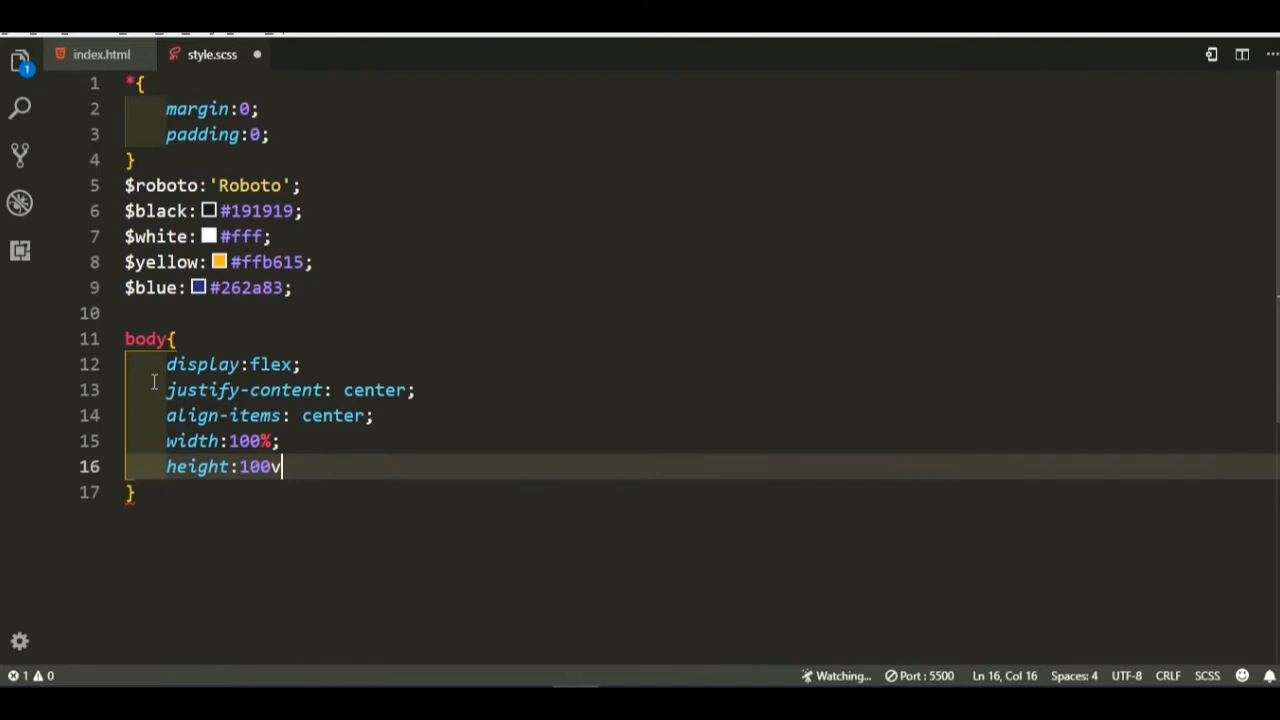 index.html style.scss
1 *{
2 margin:0;
3 padding:0;
4 }
5 $roboto:'Roboto';
6 $black:#191919;
7 $white:#fff;
8 $yellow:#ffb615;
9 $blue:#262a83;
10
11 body{
12 display:flex;
13 justify-content: center;
14 align-items: center;
15 width:100%;
16 height:100v
17 }
1
1 0 Watching... Port : 5500 Ln 16, Col 16 Spaces: 4 UTF-8 CRLF SCSS